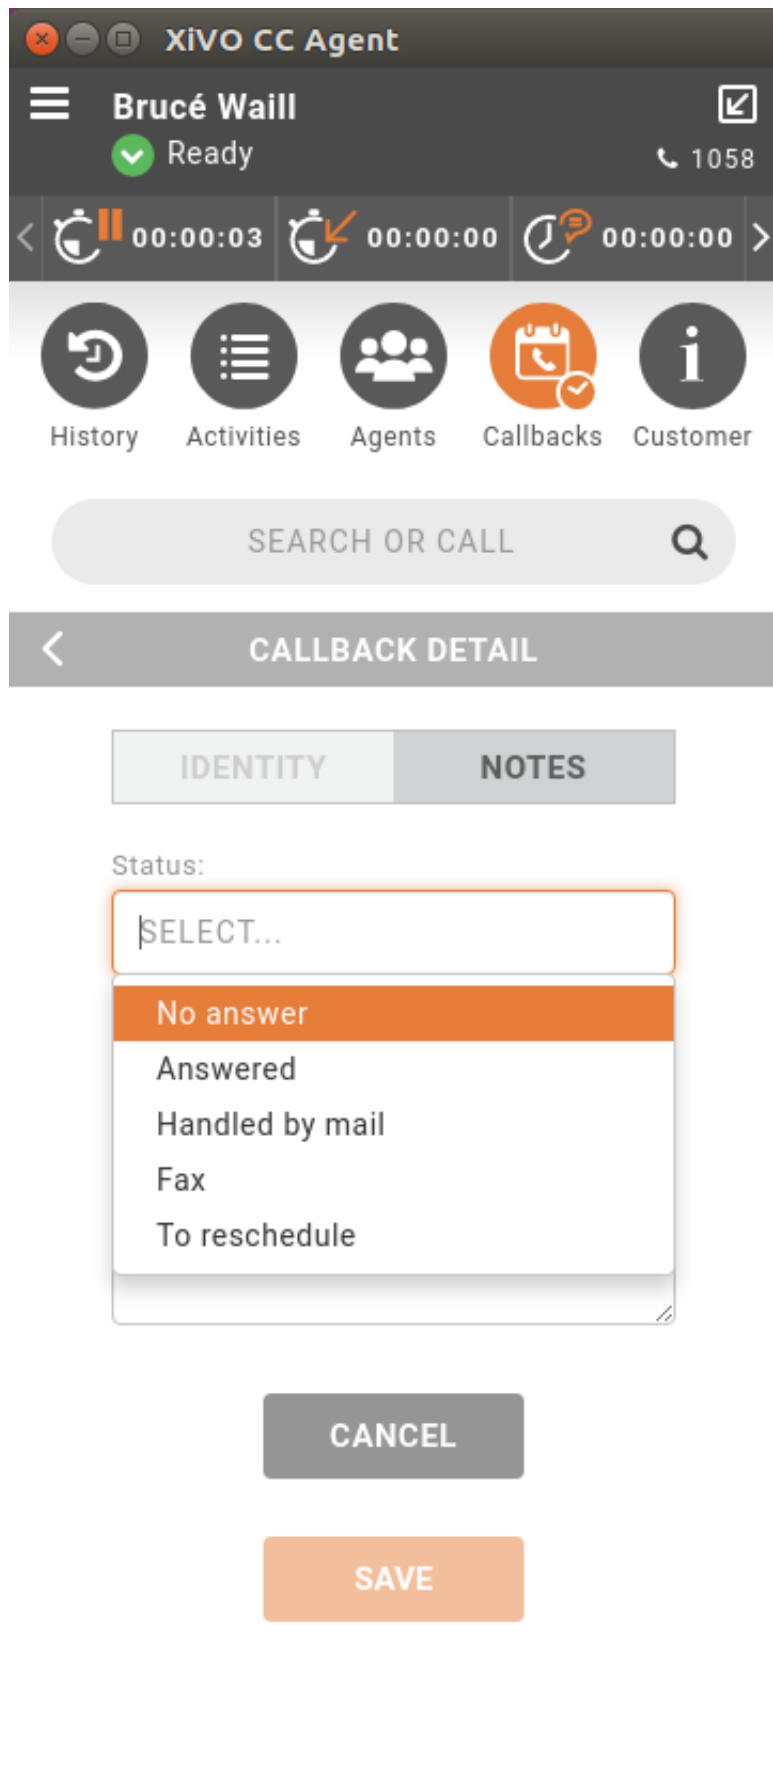 XiVO CC Agent
Brucé Waill
Ready
1058
00:00:03 00:00:00 00:00:00
History Activities Agents Callbacks Customer
SEARCH OR CALL
CALLBACK DETAIL
IDENTITY NOTES
Status:
SELECT...
No answer
Answered
Handled by mail
Fax
To reschedule
CANCEL
SAVE